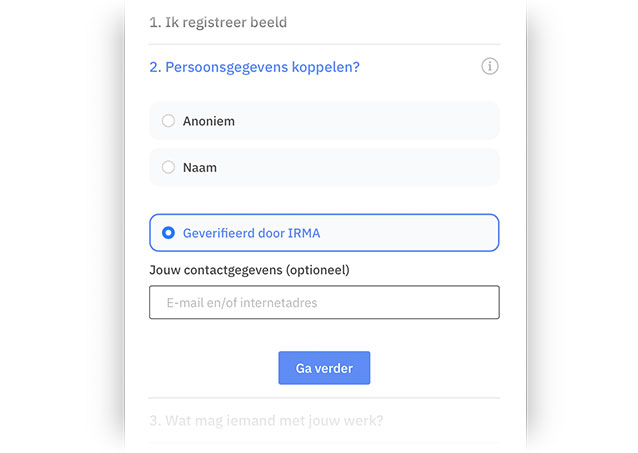 1. Ik registreer beeld
2. Persoonsgegevens koppelen?
Anoniem
Naam
Geverifieerd door IRMA
Jouw contactgegevens (optioneel)
E-mail en/of internetadres
Ga verder
3. Wat mag iemand met jouw werk?